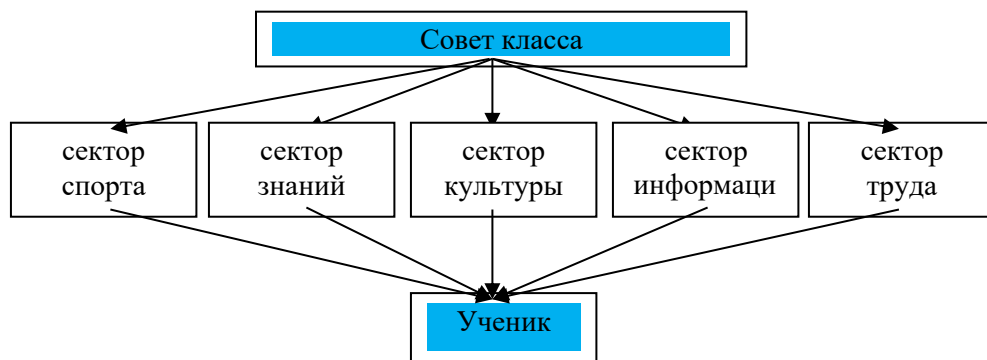 Совет класса
сектор
спорта
сектор
знаний
сектор
культуры
сектор
информаци
сектор
труда
Ученик